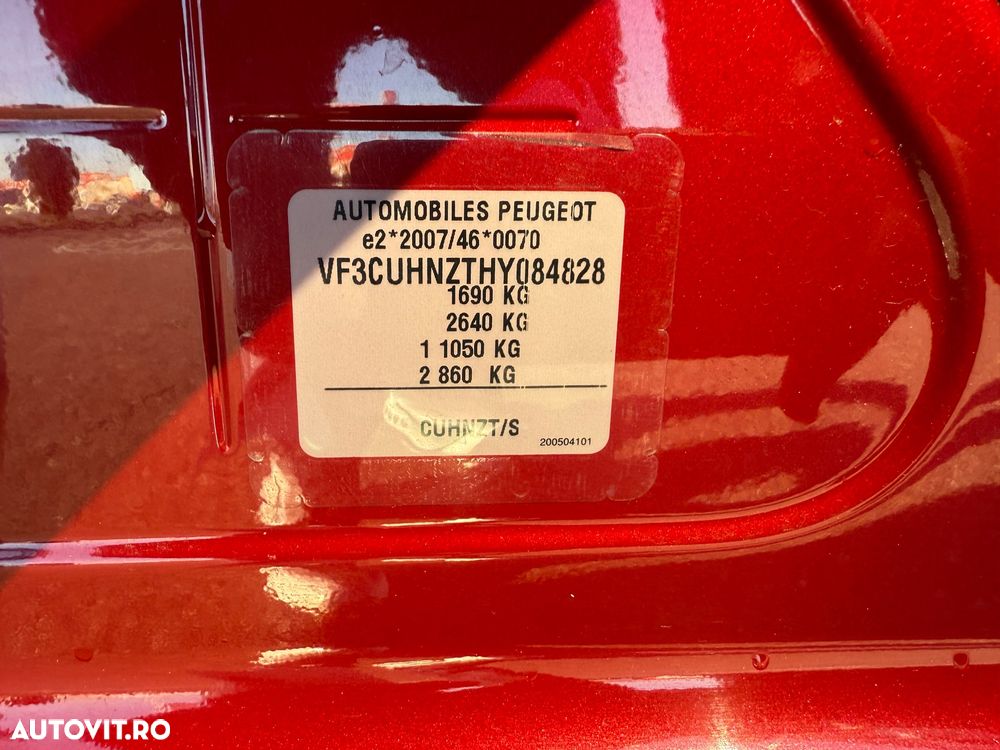 AUTOMOBILES PEUGEOT
e2*2007/46*0070
VF3CUHNZTHY084828
1690 KG
2640 KG
1 1050 KG
2 860 KG
CUHNZT/S
200504101
AUTOVIT.RO